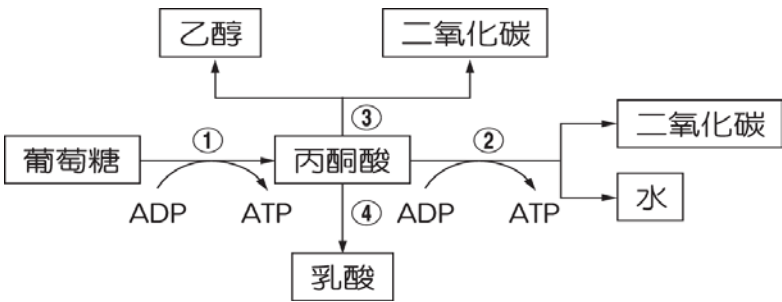 乙醇
二氧化碳
③
二氧化碳
①
②
葡萄糖
丙酮酸
水
ADP
ATP
④
ADP
ATP
乳酸